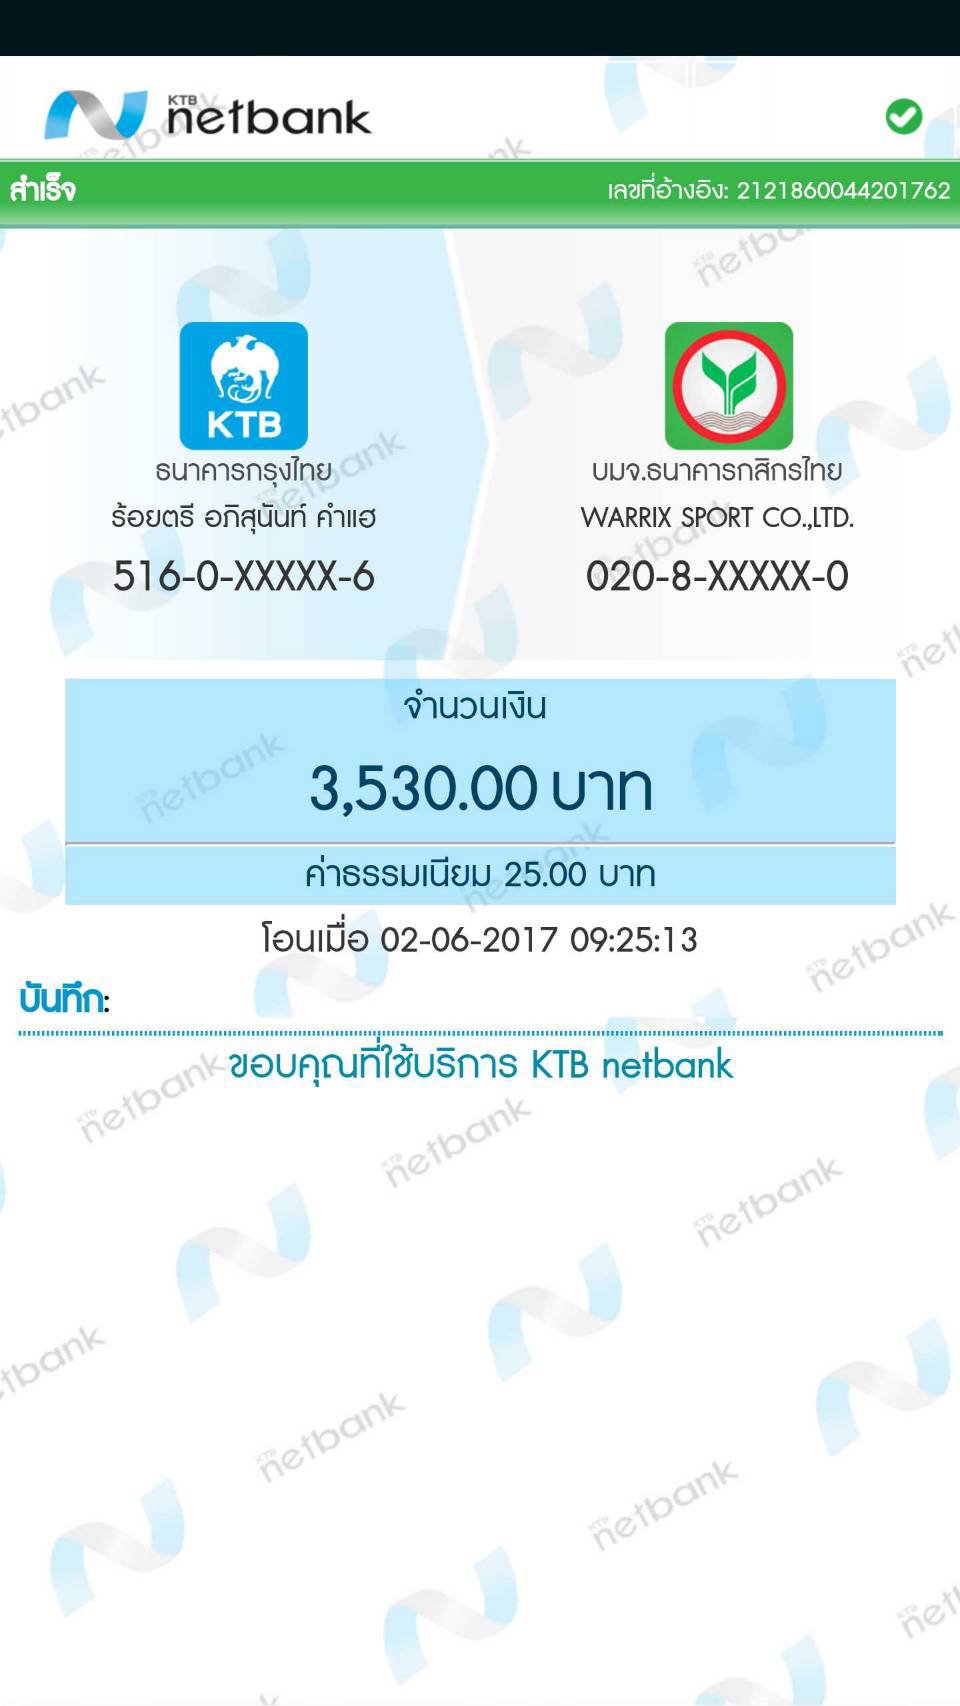 KTB netbank
สำเร็จ เลขที่อ้างอิง: 2121860044201762
KTB
ธนาคารกรุงไทย
ร้อยตรี อภิสุนันท์ คำแฮ
516-0-XXXXX-6
บมจ.ธนาคารกสิกรไทย
WARRIX SPORT CO.,LTD.
020-8-XXXXX-0
จำนวนเงิน
3,530.00 บาท
ค่าธรรมเนียม 25.00 บาท
โอนเมื่อ 02-06-2017 09:25:13
บันทึก:
ขอบคุณที่ใช้บริการ KTB netbank